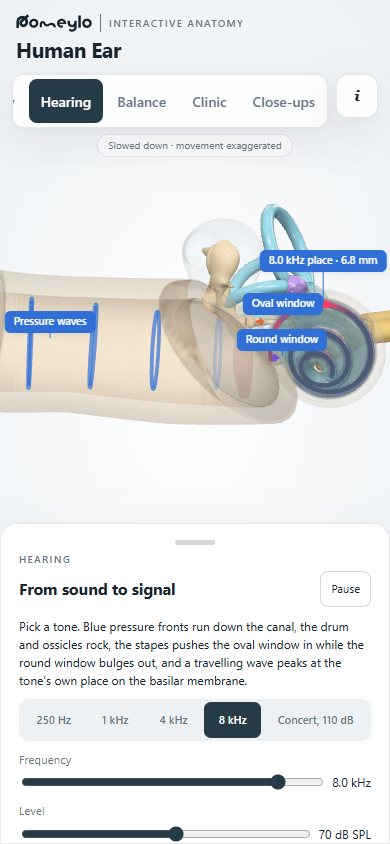 Domeylo | INTERACTIVE ANATOMY
Human Ear
Hearing Balance Clinic Close-ups
i
Slowed down · movement exaggerated
8.0 kHz place · 6.8 mm
Oval window
Pressure waves
Round window
HEARING
From sound to signal
Pause
Pick a tone. Blue pressure fronts run down the canal, the drum
and ossicles rock, the stapes pushes the oval window in while the
round window bulges out, and a travelling wave peaks at the
tone's own place on the basilar membrane.
250 Hz 1 kHz 4 kHz 8 kHz Concert, 110 dB
Frequency
8.0 kHz
Level
70 dB SPL